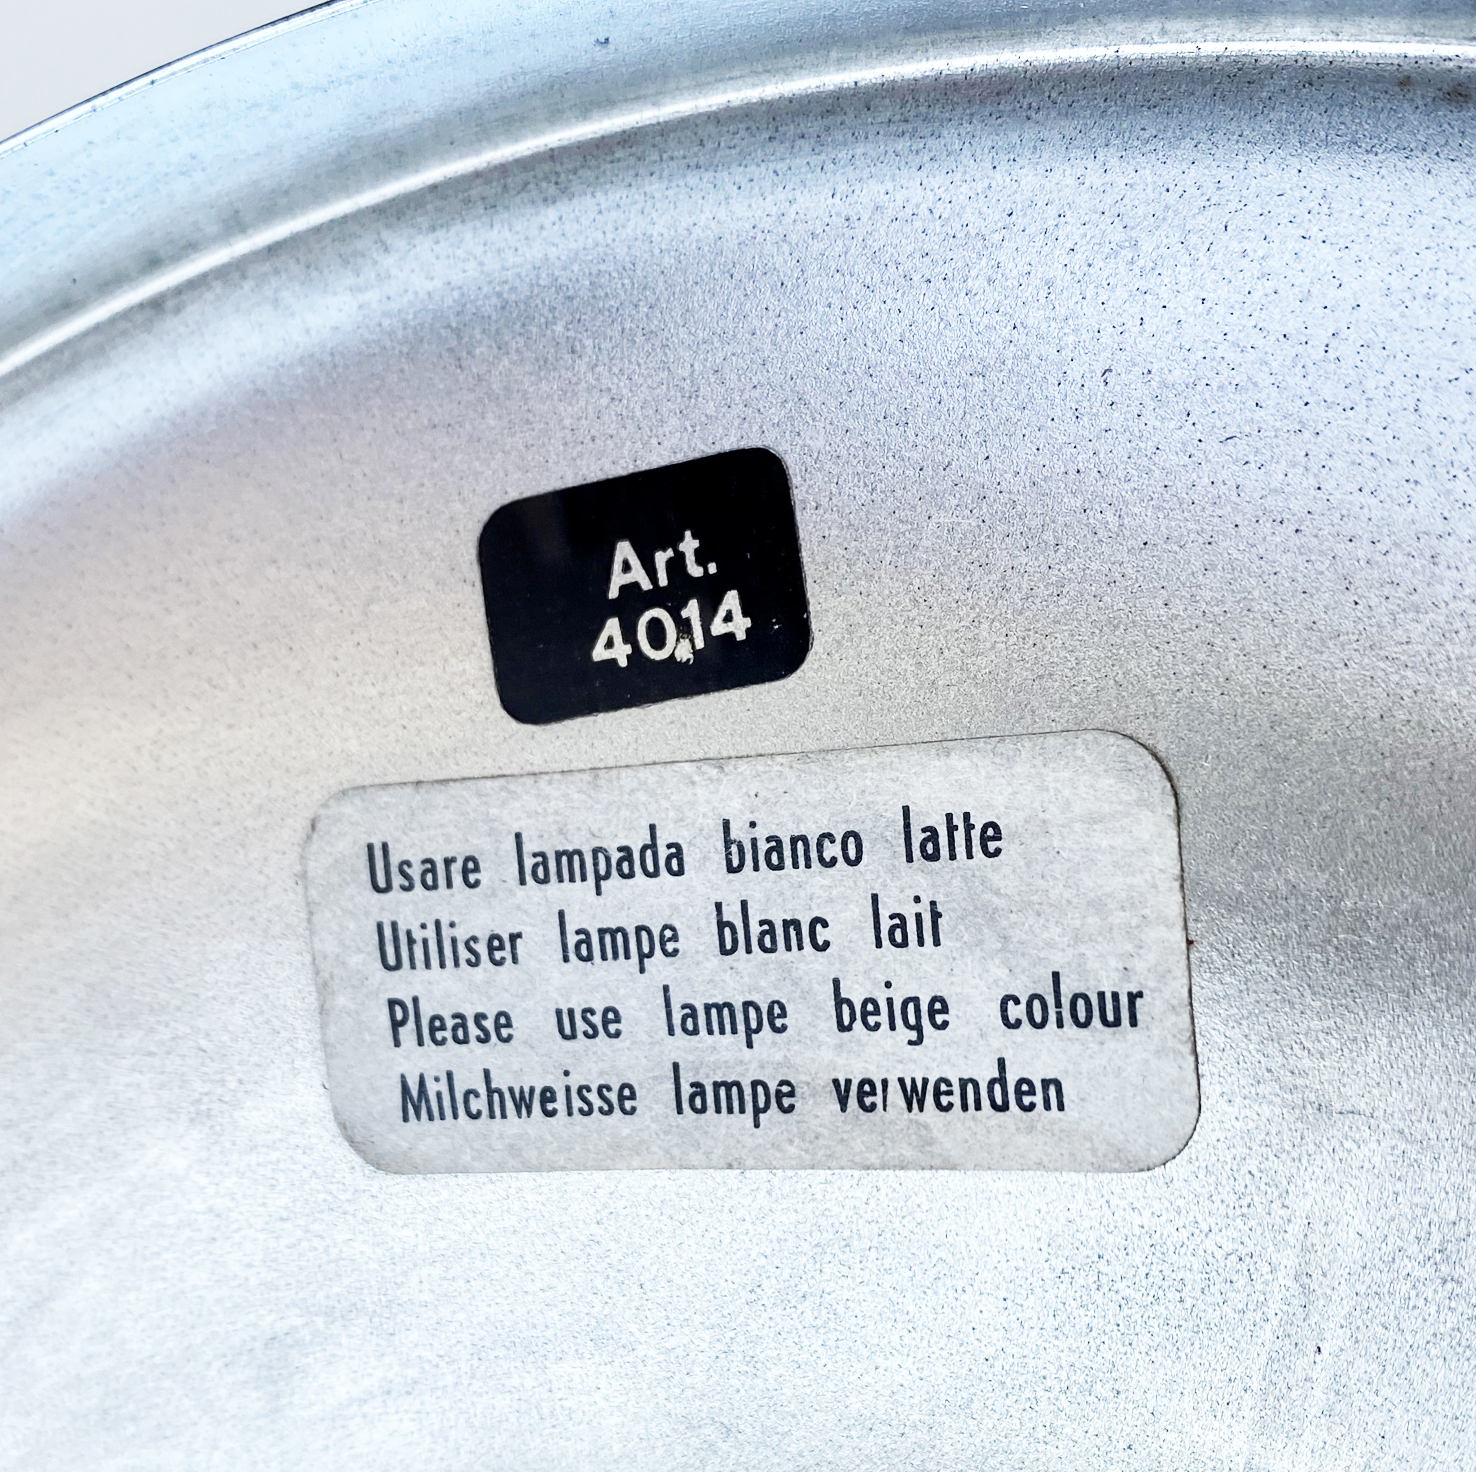 Art.
4014
Usare lampada bianco latte
Utiliser lampe blanc lait
Please use lampe beige colour
Milchweisse lampe verwenden